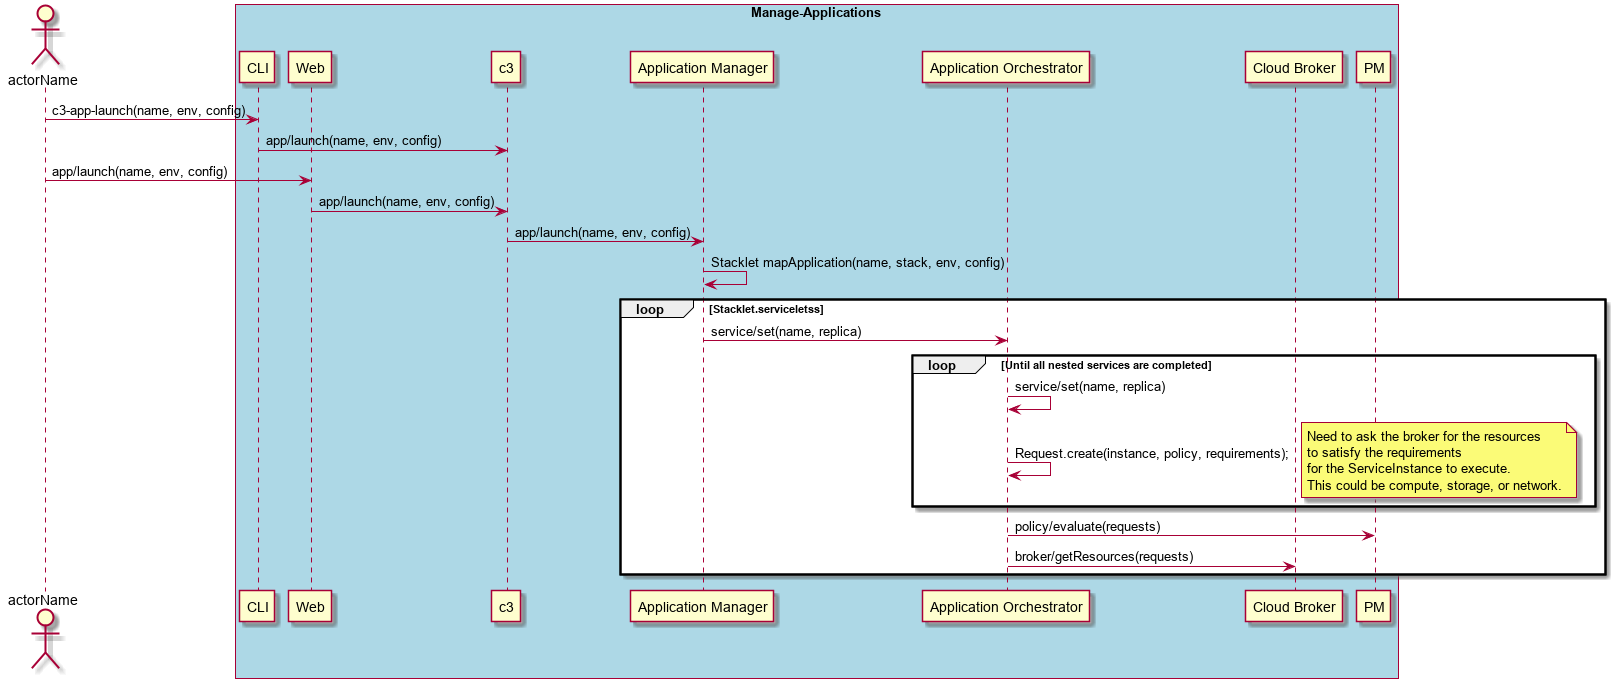 Manage-Applications
actorName
CLI
Web
c3
Application Manager
Application Orchestrator
Cloud Broker
PM
c3-app-launch(name, env, config)
app/launch(name, env, config)
app/launch(name, env, config)
app/launch(name, env, config)
app/launch(name, env, config)
Stacklet mapApplication(name, stack, env, config)
loop
[Stacklet.serviceletss]
service/set(name, replica)
loop
[Until all nested services are completed]
service/set(name, replica)
Request.create(instance, policy, requirements);
Need to ask the broker for the resources
to satisfy the requirements
for the ServiceInstance to execute.
This could be compute, storage, or network.
policy/evaluate(requests)
broker/getResources(requests)
actorName
CLI
Web
c3
Application Manager
Application Orchestrator
Cloud Broker
PM